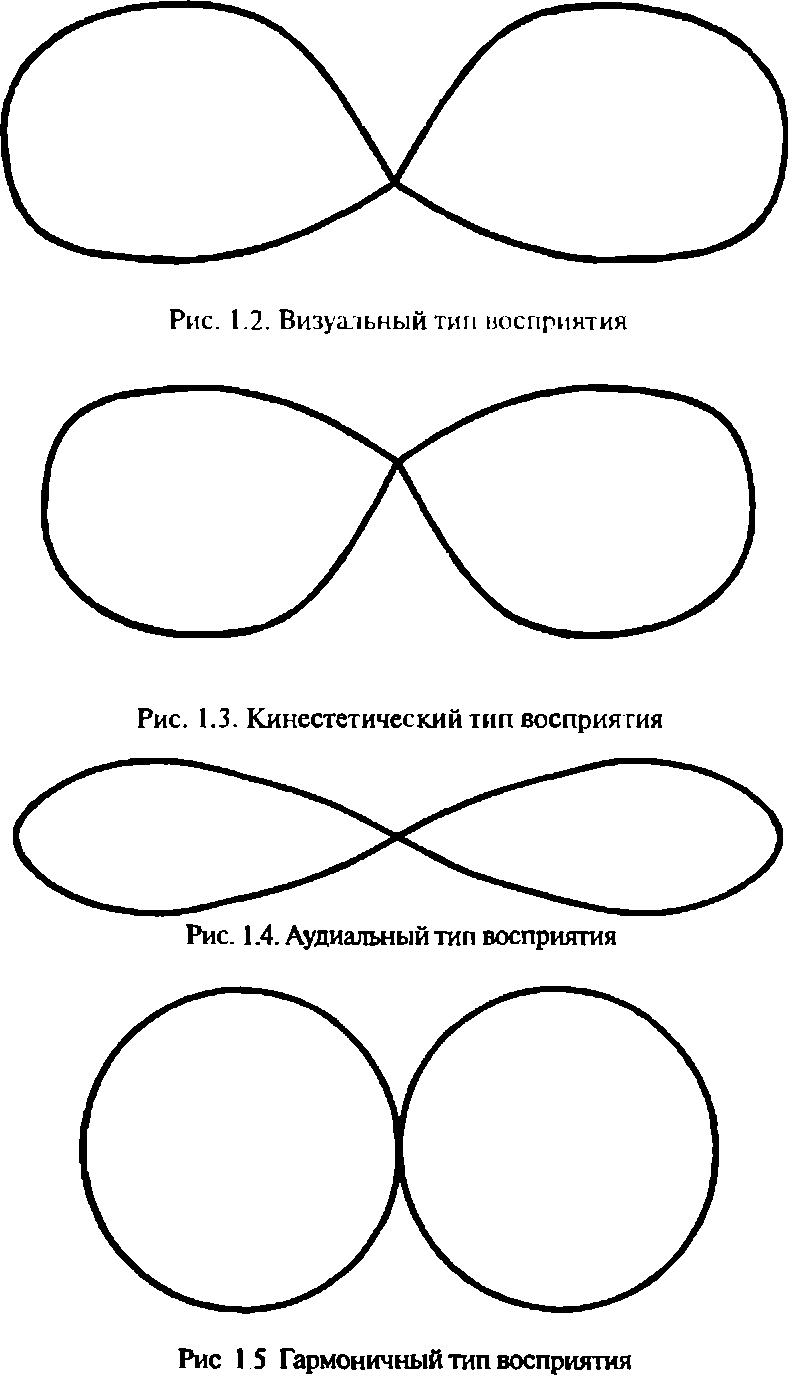 Рис. 1.2. Визуальный тип восприятия
Рис. 1.3. Кинестетический тип восприятия
Рис. 1.4. Аудиальный тип восприятия
Рис 1 5 Гармоничный тип восприятия